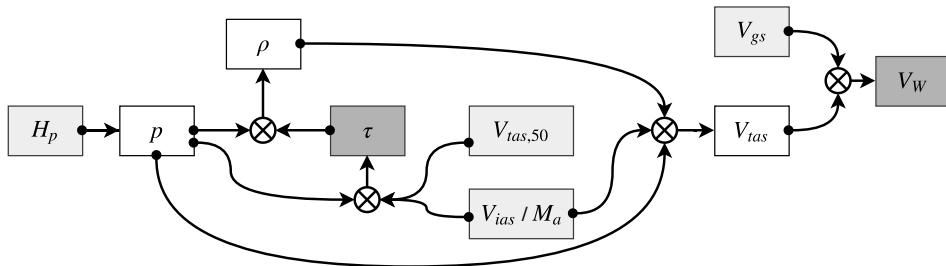 V_gs
ρ
V_W
H_p
p
τ
V_tas,50
V_tas
V_ias / M_a